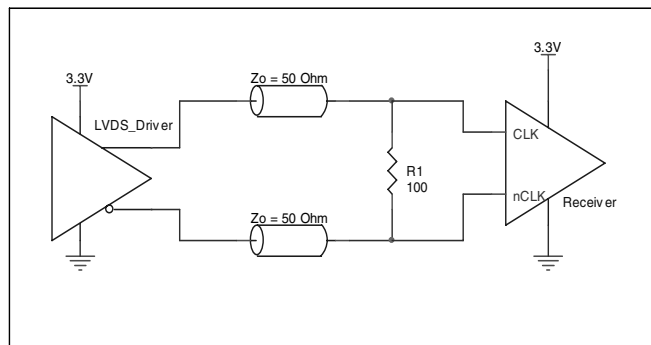 3.3V
Zo = 50 Ohm
3.3V
LVDS_Driver
CLK
R1
100
nCLK
Receiver
Zo = 50 Ohm